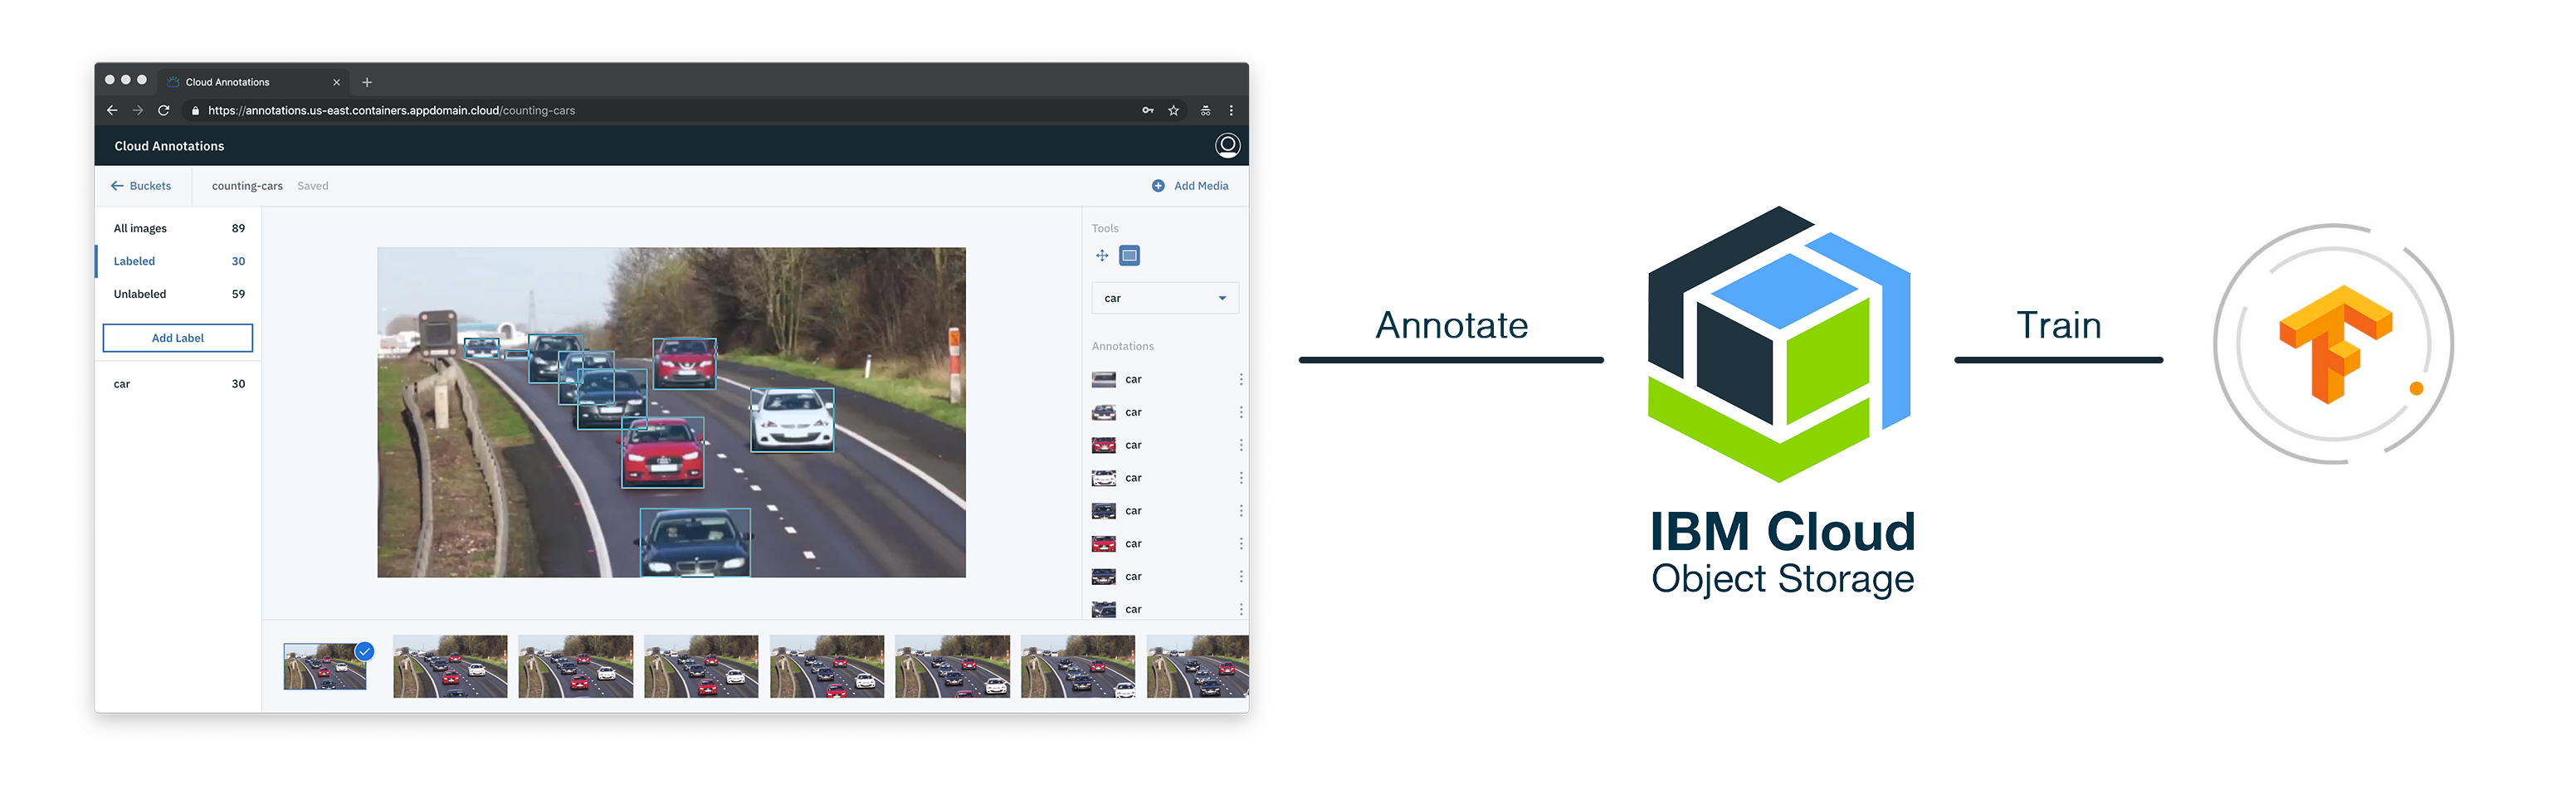 Cloud Annotations
https://annotations.us-east.containers.appdomain.cloud/counting-cars
Cloud Annotations
Buckets
counting-cars Saved
Add Media
All images 89
Labeled 30
Unlabeled 59
Add Label
car 30
Tools
car
Annotations
car
car
car
car
car
car
car
car
Annotate
IBM Cloud
Object Storage
Train